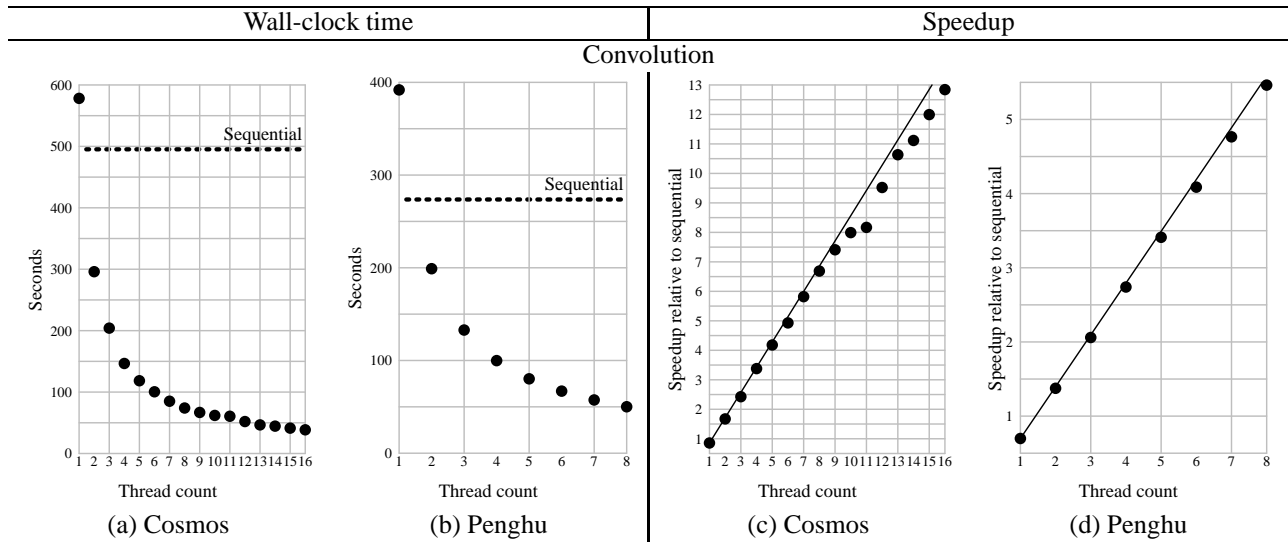 Wall-clock time
Speedup
Convolution
600
500
400
300
200
100
0
Seconds
Sequential
1 2 3 4 5 6 7 8 9 10 11 12 13 14 15 16
Thread count
(a) Cosmos
400
300
200
100
0
Seconds
Sequential
1 2 3 4 5 6 7 8
Thread count
(b) Penghu
13
12
11
10
9
8
7
6
5
4
3
2
1
Speedup relative to sequential
1 2 3 4 5 6 7 8 9 10 11 12 13 14 15 16
Thread count
(c) Cosmos
5
4
3
2
1
Speedup relative to sequential
1 2 3 4 5 6 7 8
Thread count
(d) Penghu